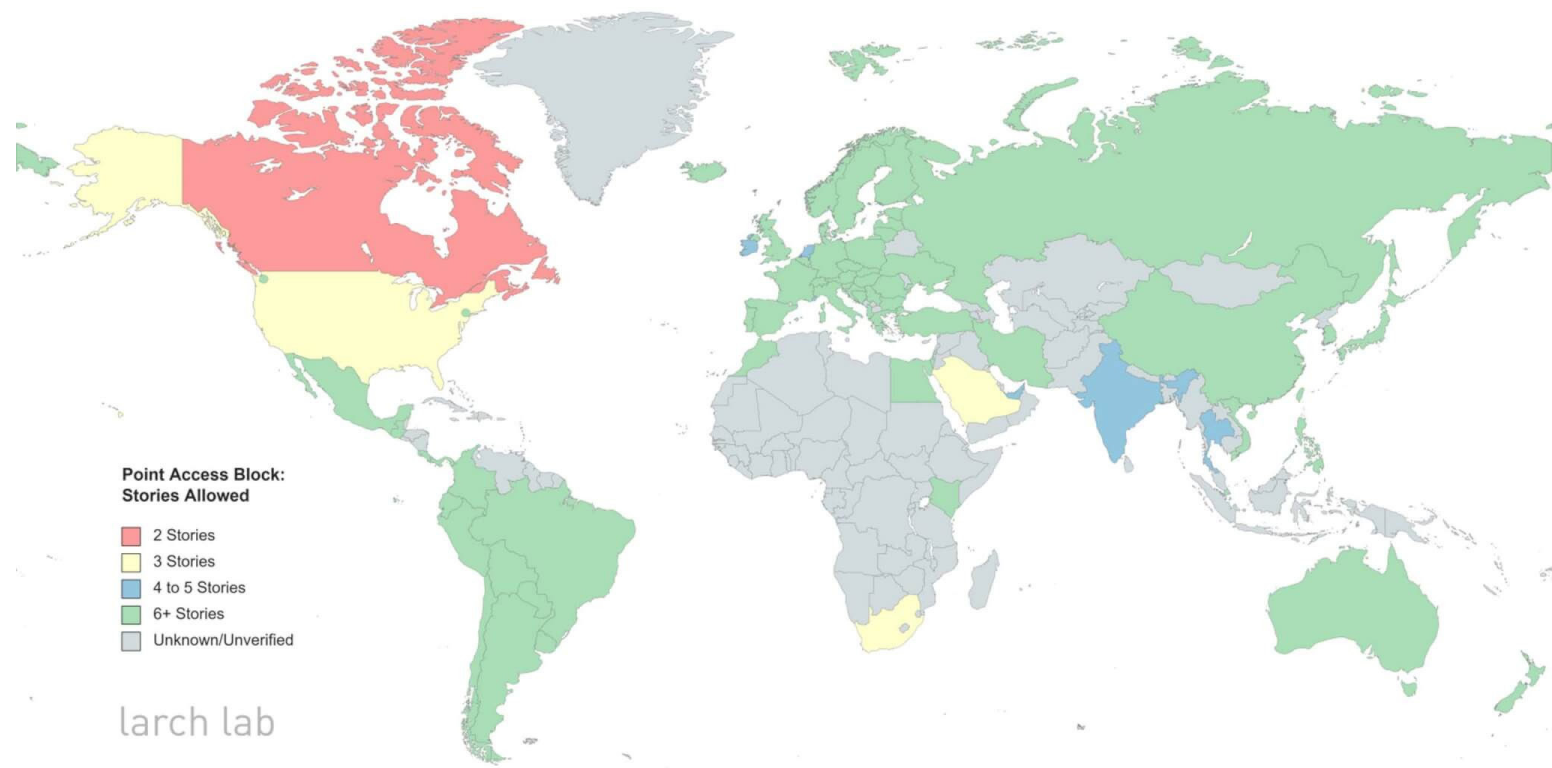 Point Access Block:
Stories Allowed
2 Stories
3 Stories
4 to 5 Stories
6+ Stories
Unknown/Unverified
larch lab